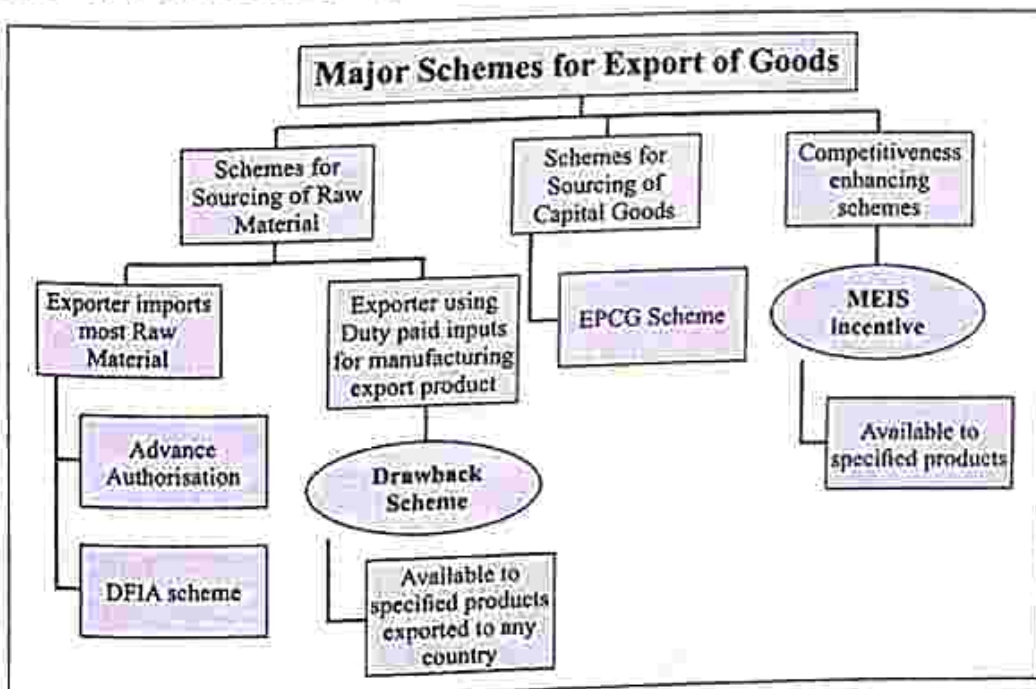 Major Schemes for Export of Goods
Schemes for
Sourcing of Raw
Material
Schemes for
Sourcing of
Capital Goods
Competitiveness
enhancing
schemes
Exporter imports
most Raw
Material
Exporter using
Duty paid inputs
for manufacturing
export product
EPCG Scheme
MEIS
incentive
Advance
Authorisation
Drawback
Scheme
Available to
specified products
DFIA scheme
Available to
specified products
exported to any
country